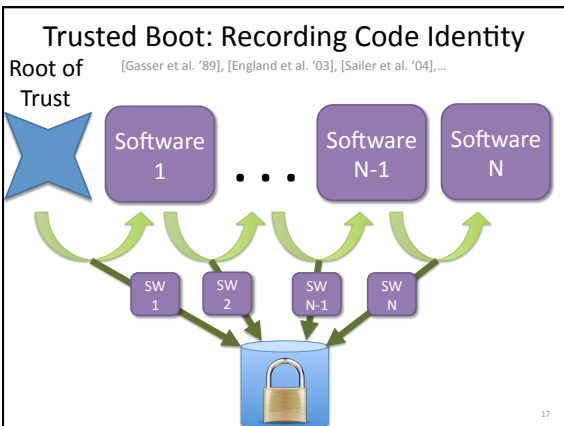 Trusted Boot: Recording Code Identity
[Gasser et al. '89], [England et al. ‘03], [Sailer et al. ‘04],...
Root of
Trust
Software
1
. . .
Software
N-1
Software
N
SW
1
SW
2
SW
N-1
SW
N
17